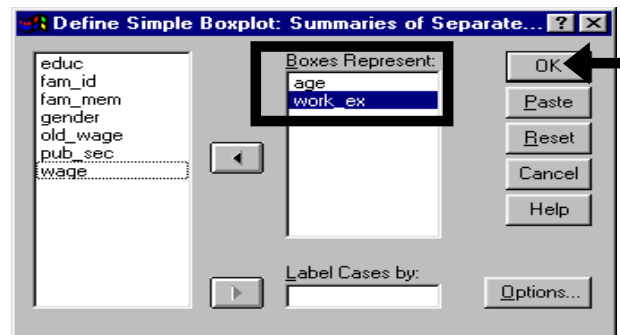 Define Simple Boxplot: Summaries of Separate...
educ
fam_id
fam_mem
gender
old_wage
pub_sec
wage
Boxes Represent:
age
work_ex
Label Cases by:
OK
Paste
Reset
Cancel
Help
Options...